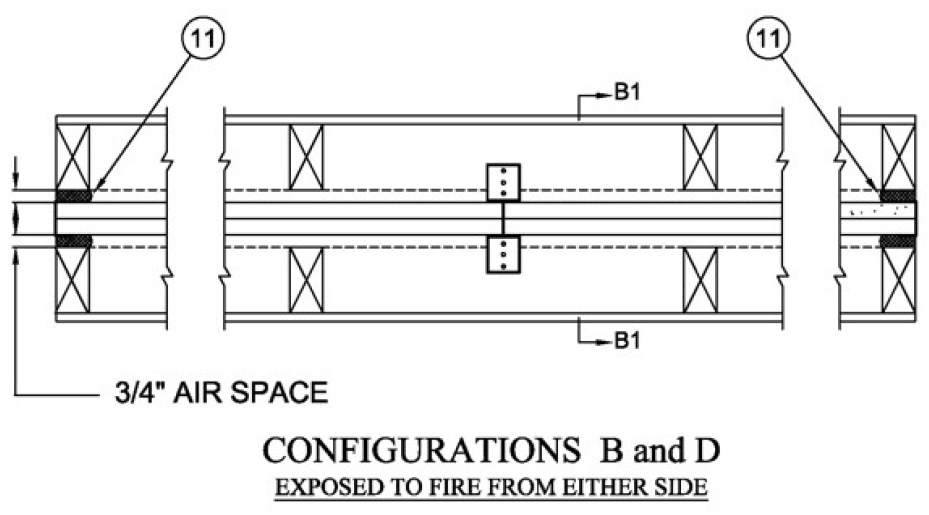 11 11
B1
B1
3/4" AIR SPACE
CONFIGURATIONS B and D
EXPOSED TO FIRE FROM EITHER SIDE